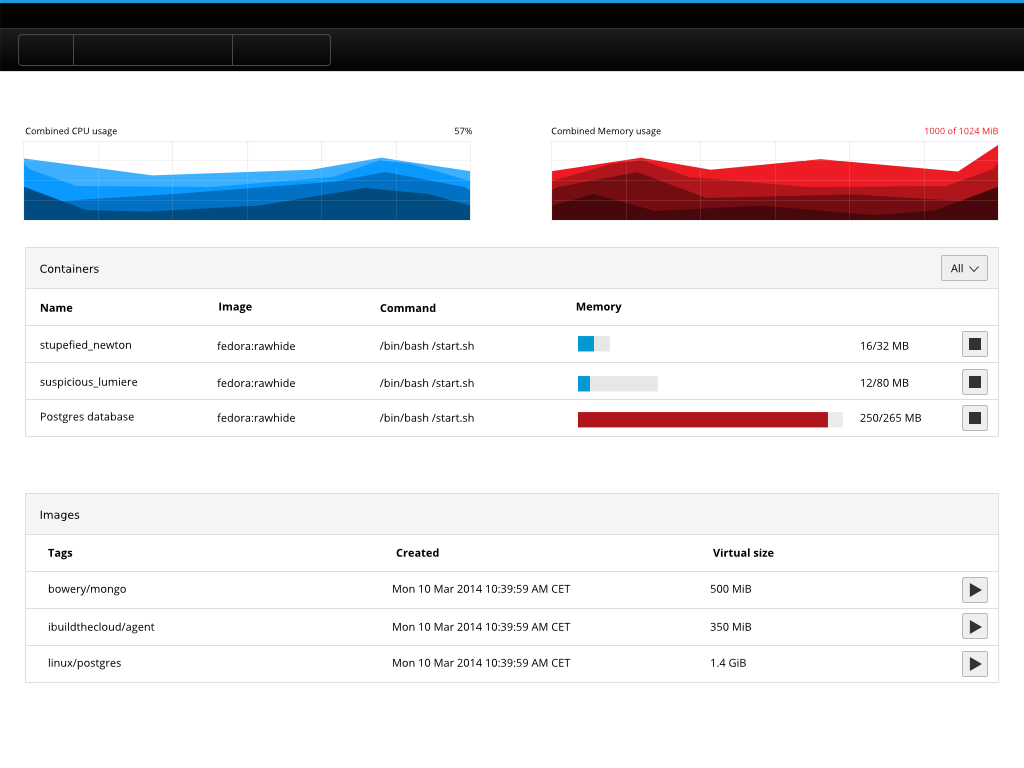 Combined CPU usage 57%
Combined Memory usage 1000 of 1024 MiB
Containers All
Name Image Command Memory
stupefied_newton fedora:rawhide /bin/bash /start.sh 16/32 MB
suspicious_lumiere fedora:rawhide /bin/bash /start.sh 12/80 MB
Postgres database fedora:rawhide /bin/bash /start.sh 250/265 MB
Images
Tags Created Virtual size
bowery/mongo Mon 10 Mar 2014 10:39:59 AM CET 500 MiB
ibuildthecloud/agent Mon 10 Mar 2014 10:39:59 AM CET 350 MiB
linux/postgres Mon 10 Mar 2014 10:39:59 AM CET 1.4 GiB